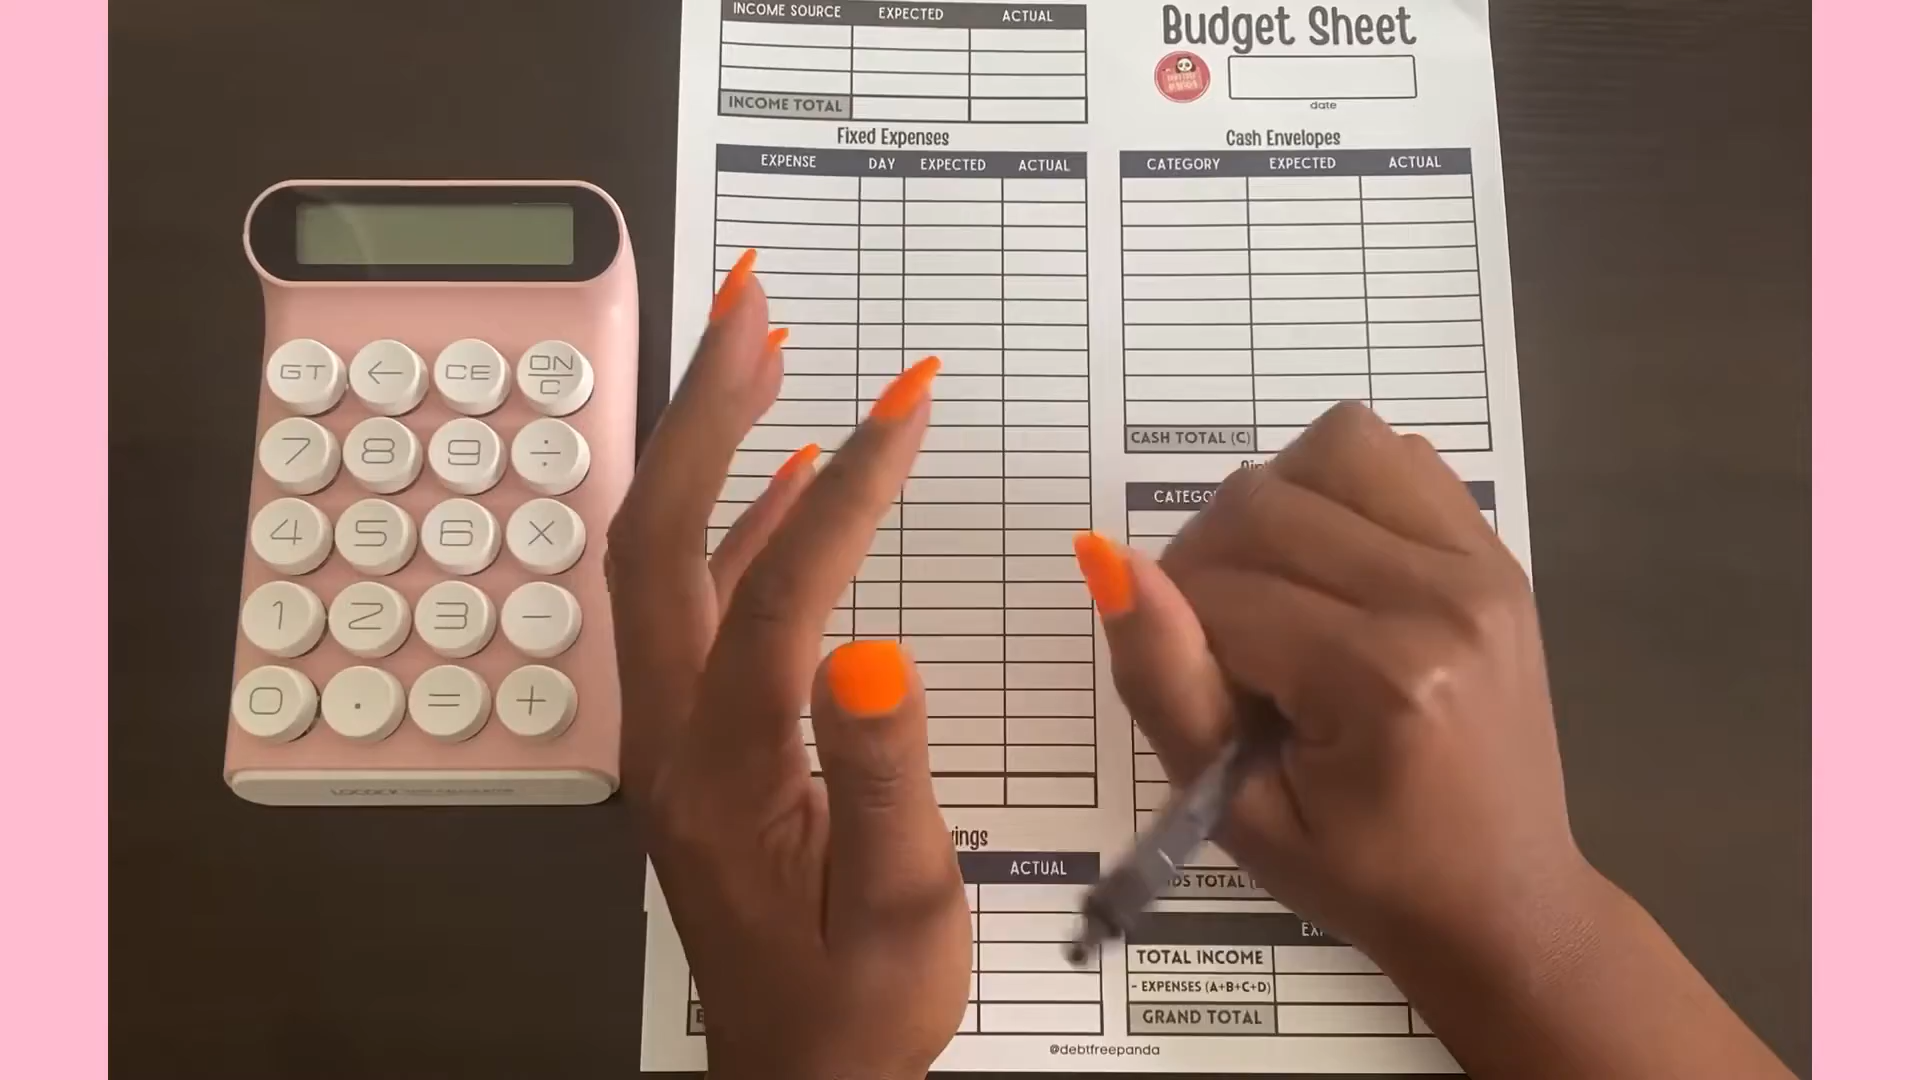 INCOME SOURCE EXPECTED ACTUAL
INCOME TOTAL
Budget Sheet
date
Fixed Expenses
EXPENSE DAY EXPECTED ACTUAL
Cash Envelopes
CATEGORY EXPECTED ACTUAL
CASH TOTAL (C)
ACTUAL
TOTAL INCOME
- EXPENSES (A+B+C+D)
GRAND TOTAL
@debtfreepanda
GT ← CE ON/C
7 8 9 ÷
4 5 6 ×
1 2 3 −
0 . = +